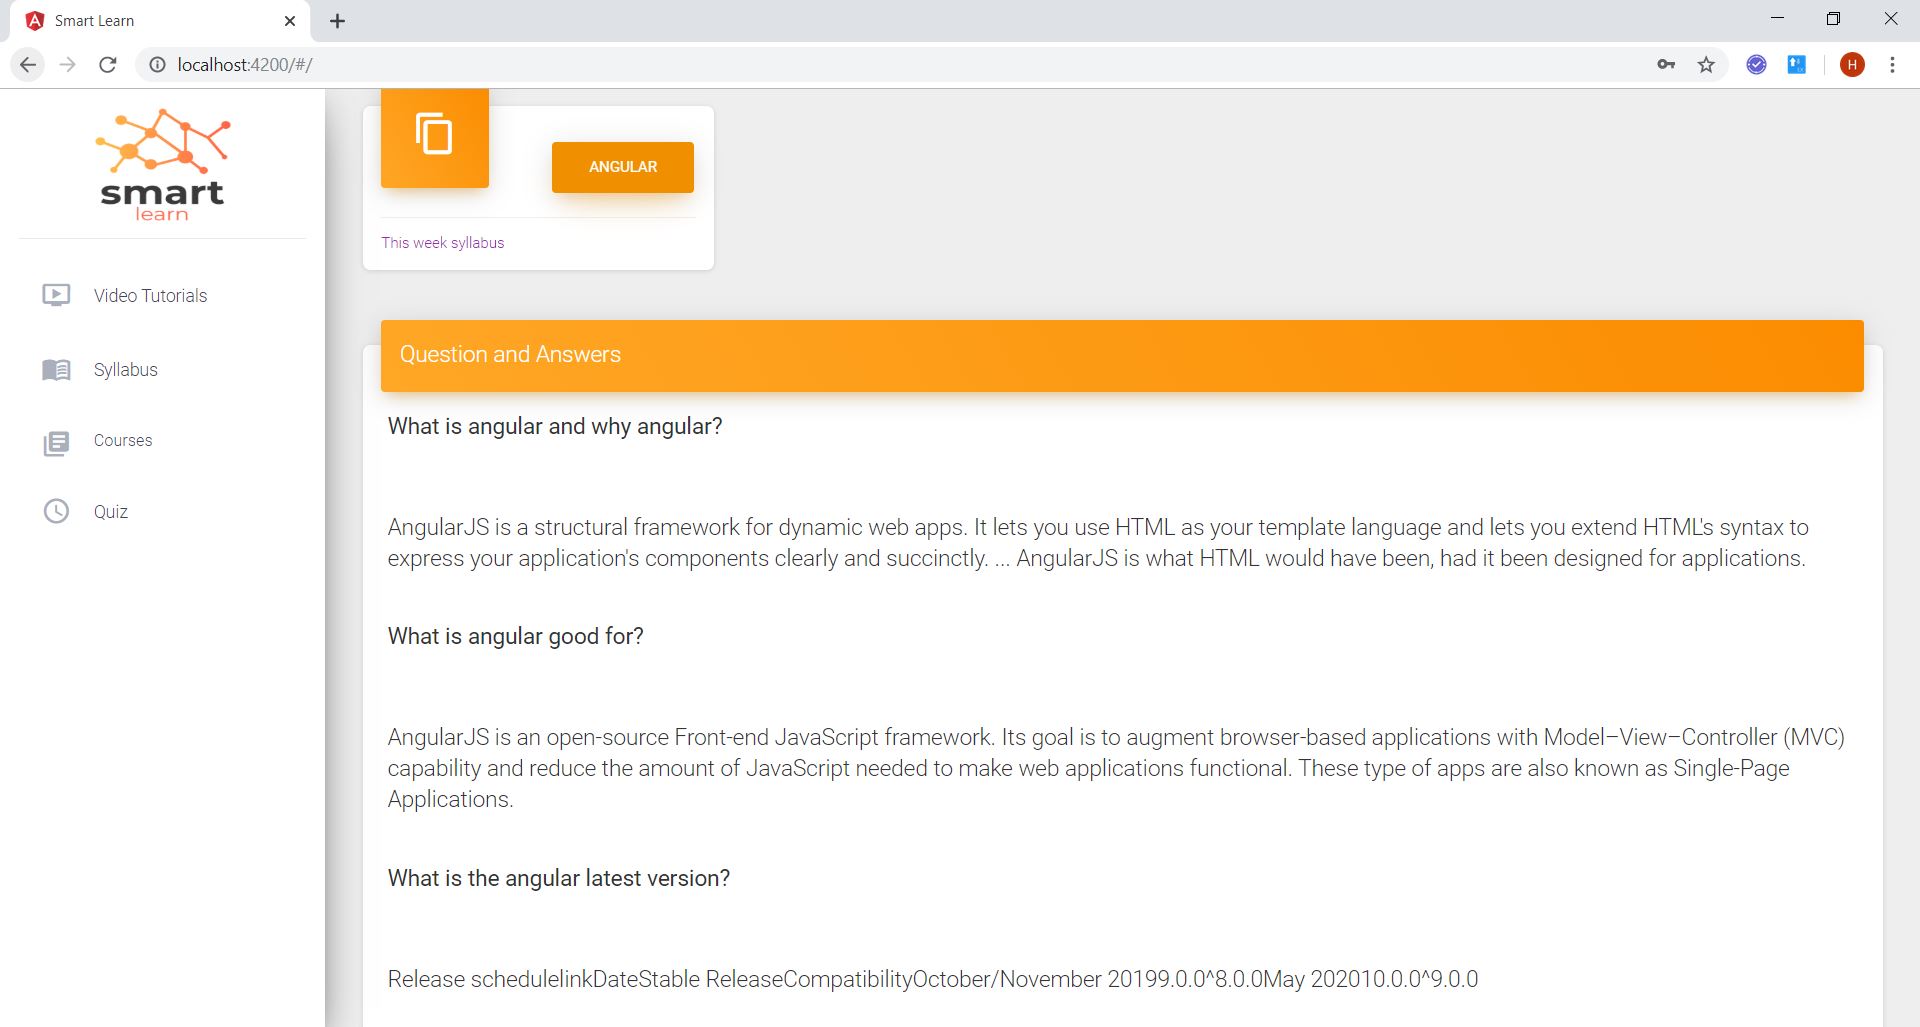 Smart Learn
localhost:4200/#/
H
smart
learn
Video Tutorials
Syllabus
Courses
Quiz
ANGULAR
This week syllabus
Question and Answers
What is angular and why angular?
AngularJS is a structural framework for dynamic web apps. It lets you use HTML as your template language and lets you extend HTML's syntax to
express your application's components clearly and succinctly. ... AngularJS is what HTML would have been, had it been designed for applications.
What is angular good for?
AngularJS is an open-source Front-end JavaScript framework. Its goal is to augment browser-based applications with Model–View–Controller (MVC)
capability and reduce the amount of JavaScript needed to make web applications functional. These type of apps are also known as Single-Page
Applications.
What is the angular latest version?
Release schedulelinkDateStable ReleaseCompatibilityOctober/November 20199.0.0^8.0.0May 202010.0.0^9.0.0